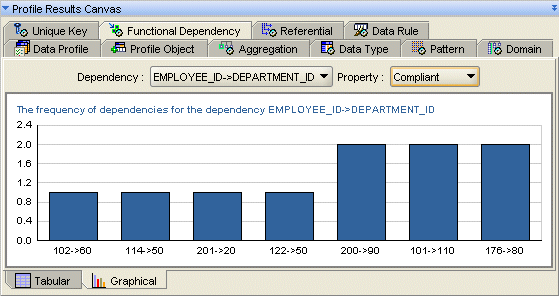 Profile Results Canvas
Unique Key Functional Dependency Referential Data Rule
Data Profile Profile Object Aggregation Data Type Pattern Domain
Dependency : EMPLOYEE_ID->DEPARTMENT_ID Property : Compliant
The frequency of dependencies for the dependency EMPLOYEE_ID->DEPARTMENT_ID
2.4
2.0
1.6
1.2
0.8
0.4
0.0
102->60 114->50 201->20 122->50 200->90 101->110 176->80
Tabular Graphical